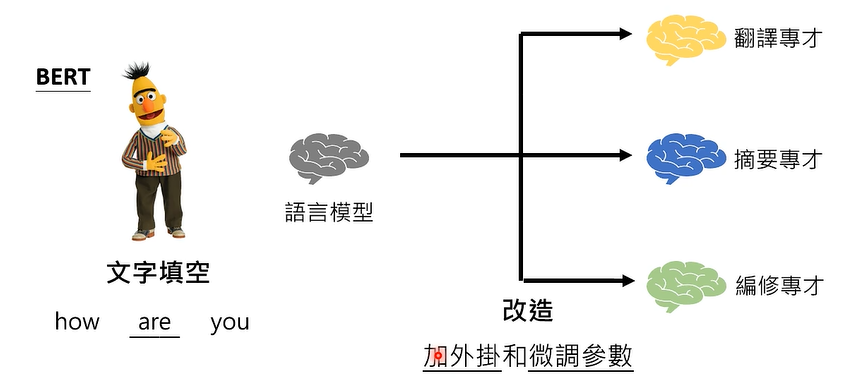 BERT
文字填空
how are you
語言模型
翻譯專才
摘要專才
編修專才
改造
加外掛和微調參數